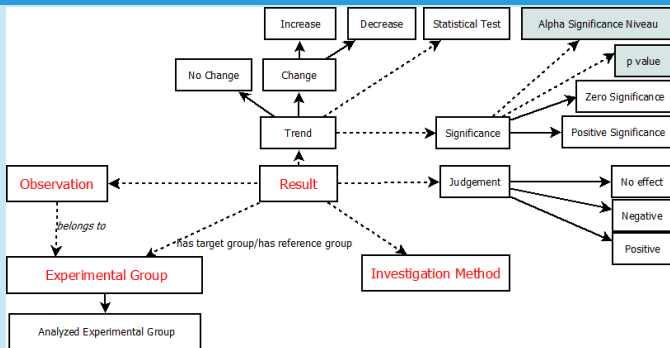 Increase
Decrease
Statistical Test
Alpha Significance Niveau
No Change
Change
p value
Zero Significance
Trend
Significance
Positive Significance
Observation
Result
Judgement
No effect
Negative
belongs to
has target group/has reference group
Positive
Experimental Group
Investigation Method
Analyzed Experimental Group